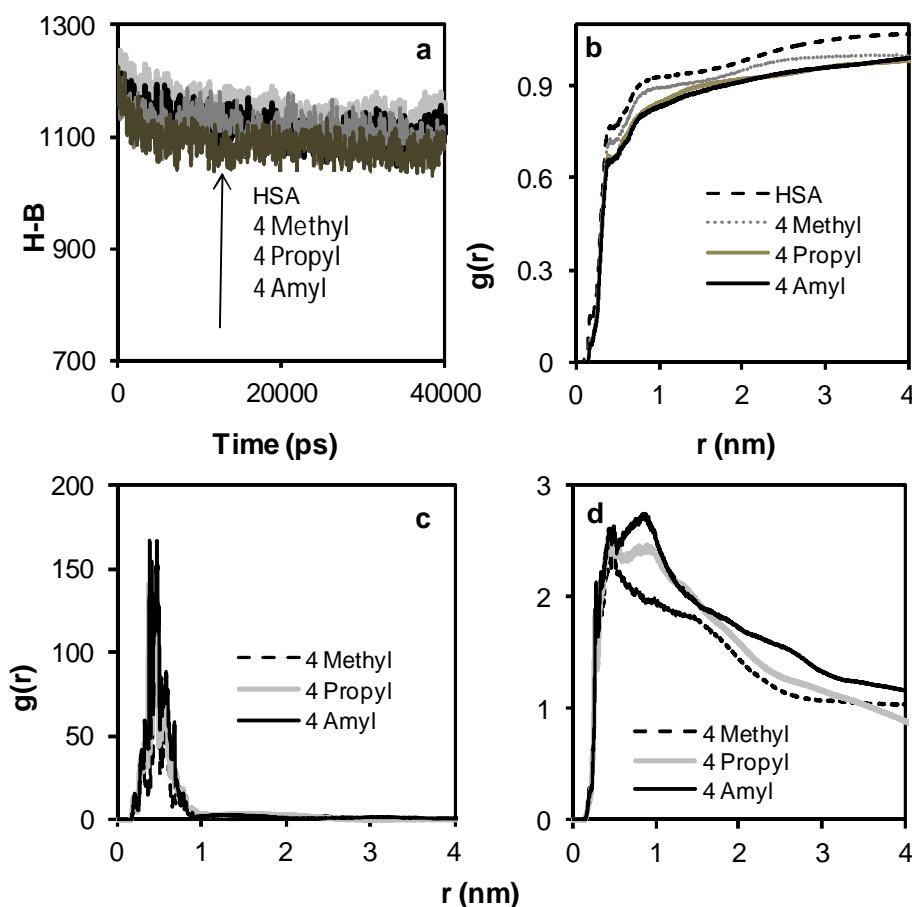 a
1300
1100
900
700
H-B
HSA
4 Methyl
4 Propyl
4 Amyl
0
20000
40000
Time (ps)
b
0.9
0.6
0.3
0
g(r)
HSA
4 Methyl
4 Propyl
4 Amyl
0
1
2
3
4
r (nm)
c
200
150
100
50
0
g(r)
4 Methyl
4 Propyl
4 Amyl
0
1
2
3
4
d
3
2
1
0
4 Methyl
4 Propyl
4 Amyl
0
1
2
3
4
r (nm)